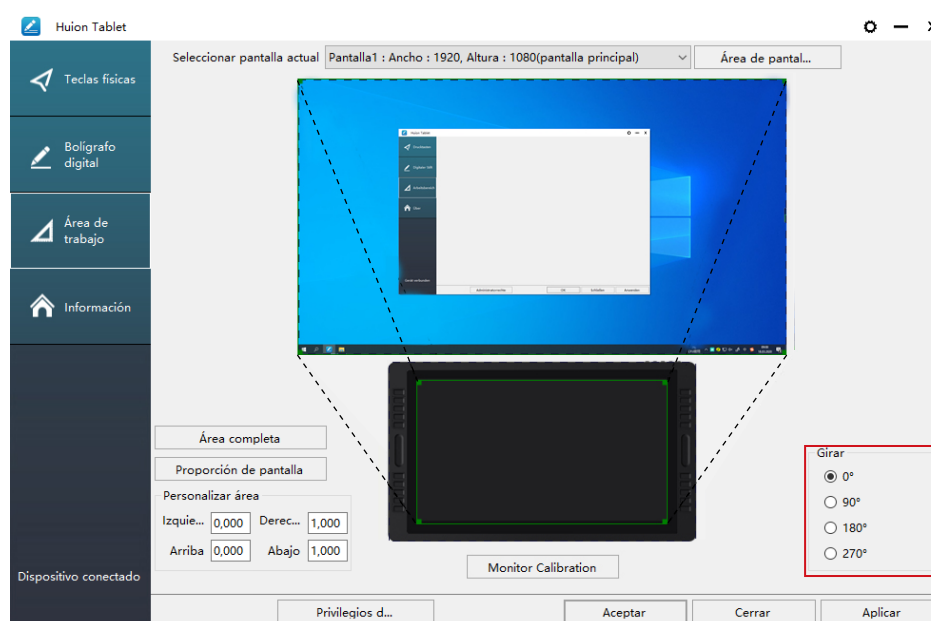 Huion Tablet
Seleccionar pantalla actual Pantalla1 : Ancho : 1920, Altura : 1080(pantalla principal) Área de pantal...
Teclas físicas
Bolígrafo
digital
Área de
trabajo
Información
Dispositivo conectado
Huion Tablet
Área completa
Proporción de pantalla
Personalizar área
Izquie... 0,000 Derec... 1,000
Arriba 0,000 Abajo 1,000
Monitor Calibration
Girar
0°
90°
180°
270°
Privilegios d... Aceptar Cerrar Aplicar